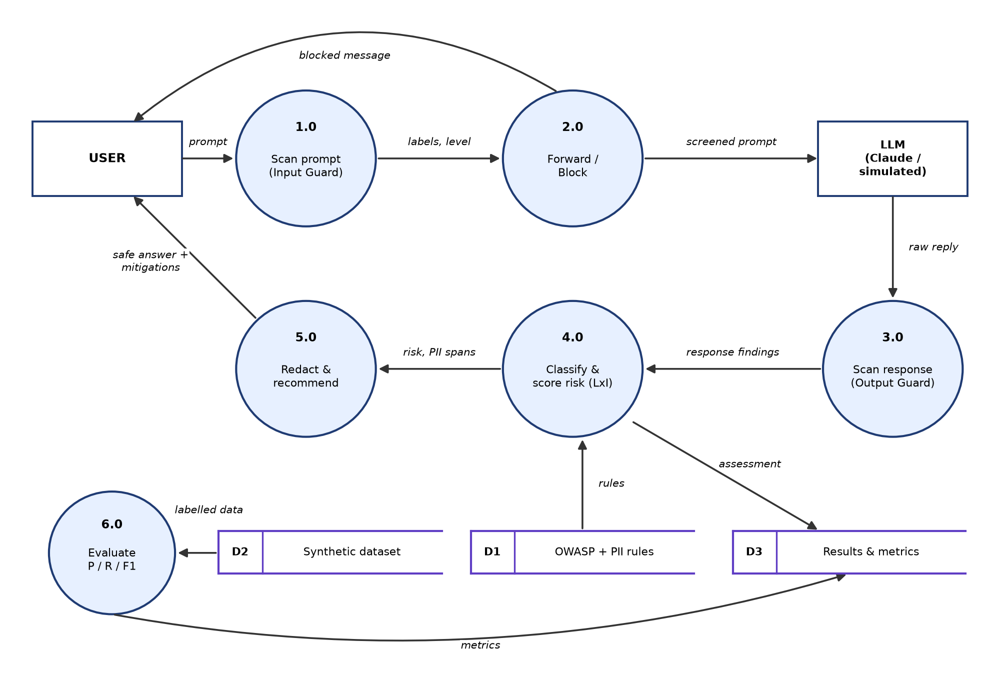 blocked message
USER
prompt
1.0
Scan prompt
(Input Guard)
labels, level
2.0
Forward /
Block
screened prompt
LLM
(Claude /
simulated)
safe answer +
mitigations
raw reply
5.0
Redact &
recommend
risk, PII spans
4.0
Classify &
score risk (LxI)
response findings
3.0
Scan response
(Output Guard)
assessment
rules
6.0
Evaluate
P / R / F1
labelled data
D2
Synthetic dataset
D1
OWASP + PII rules
D3
Results & metrics
metrics